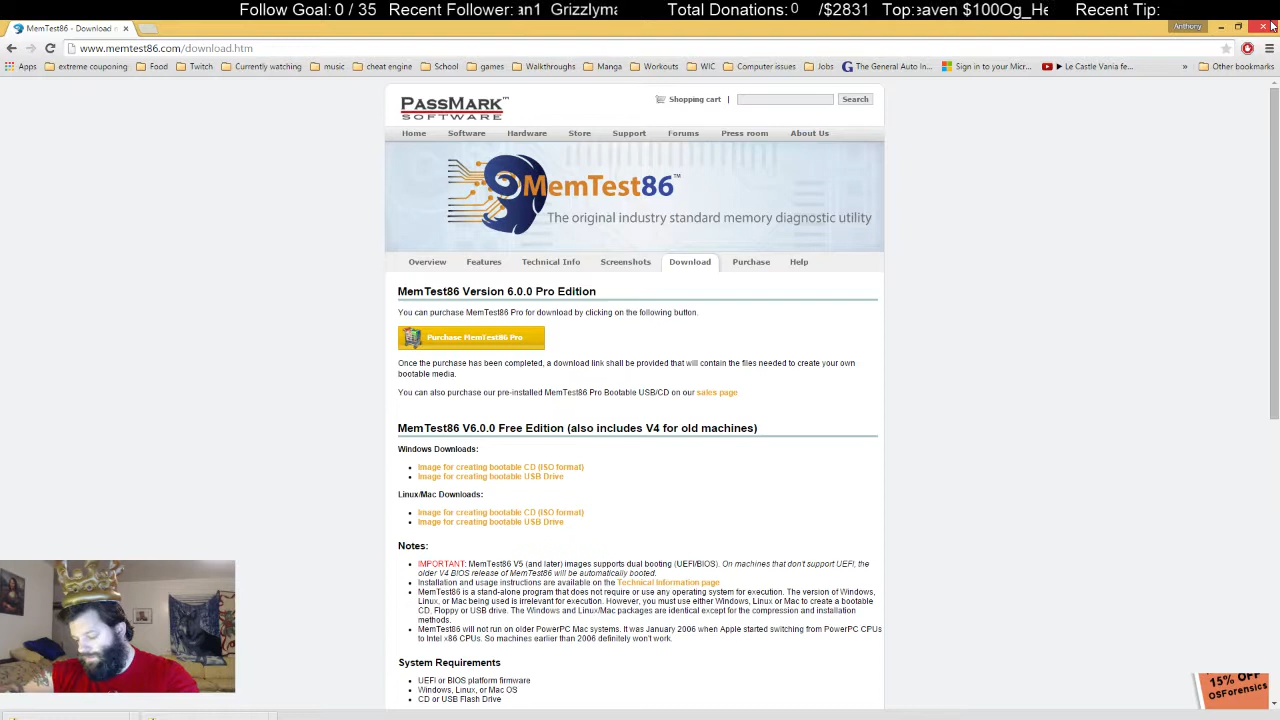 Follow Goal: 0 / 35 Recent Follower: an1 Grizzlyma Total Donations: 0 /$2831 Top: eaven $100 Og_He Recent Tip:
MemTest86 - Download m
Anthony
www.memtest86.com/download.htm
Apps extreme couponing Food Twitch Currently watching music cheat engine School games Walkthroughs Manga Workouts WIC Computer issues Jobs The General Auto In... Sign in to your Micr... Le Castle Vania fe... » Other bookmarks
PASSMARK™
SOFTWARE
Shopping cart | Search
Home Software Hardware Store Support Forums Press room About Us
MemTest86™
The original industry standard memory diagnostic utility
Overview Features Technical Info Screenshots Download Purchase Help
MemTest86 Version 6.0.0 Pro Edition
You can purchase MemTest86 Pro for download by clicking on the following button.
Purchase MemTest86 Pro
Once the purchase has been completed, a download link shall be provided that will contain the files needed to create your own
bootable media.
You can also purchase our pre-installed MemTest86 Pro Bootable USB/CD on our sales page
MemTest86 V6.0.0 Free Edition (also includes V4 for old machines)
Windows Downloads:
• Image for creating bootable CD (ISO format)
• Image for creating bootable USB Drive
Linux/Mac Downloads:
• Image for creating bootable CD (ISO format)
• Image for creating bootable USB Drive
Notes:
• IMPORTANT: MemTest86 V5 (and later) images supports dual booting (UEFI/BIOS). On machines that don't support UEFI, the
older V4 BIOS release of MemTest86 will be automatically booted.
• Installation and usage instructions are available on the Technical Information page
• MemTest86 is a stand-alone program that does not require or use any operating system for execution. The version of Windows,
Linux, or Mac being used is irrelevant for execution. However, you must use either Windows, Linux or Mac to create a bootable
CD, Floppy or USB drive. The Windows and Linux/Mac packages are identical except for the compression and installation
methods.
• MemTest86 will not run on older PowerPC Mac systems. It was January 2006 when Apple started switching from PowerPC CPUs
to Intel x86 CPUs. So machines earlier than 2006 definitely won't work.
System Requirements
• UEFI or BIOS platform firmware
• Windows, Linux, or Mac OS
• CD or USB Flash Drive
15% OFF
OSForensics